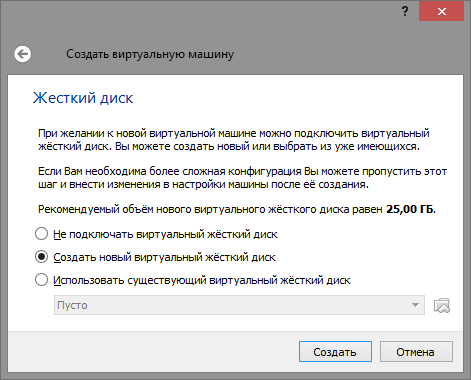 ?
Создать виртуальную машину
Жесткий диск
При желании к новой виртуальной машине можно подключить виртуальный
жёсткий диск. Вы можете создать новый или выбрать из уже имеющихся.
Если Вам необходима более сложная конфигурация Вы можете пропустить этот
шаг и внести изменения в настройки машины после её создания.
Рекомендуемый объём нового виртуального жёсткого диска равен 25,00 ГБ.
Не подключать виртуальный жёсткий диск
Создать новый виртуальный жёсткий диск
Использовать существующий виртуальный жёсткий диск
Пусто
Создать
Отмена